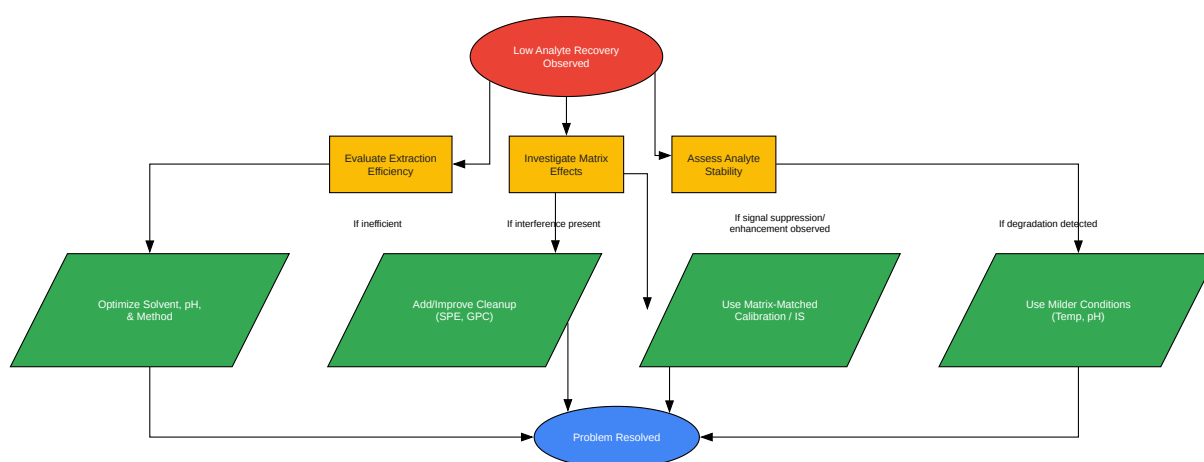 Low Analyte Recovery
Observed
Evaluate Extraction
Efficiency
Investigate Matrix
Effects
Assess Analyte
Stability
If inefficient
If interference present
If signal suppression/
enhancement observed
If degradation detected
Optimize Solvent, pH,
& Method
Add/Improve Cleanup
(SPE, GPC)
Use Matrix-Matched
Calibration / IS
Use Milder Conditions
(Temp, pH)
Problem Resolved